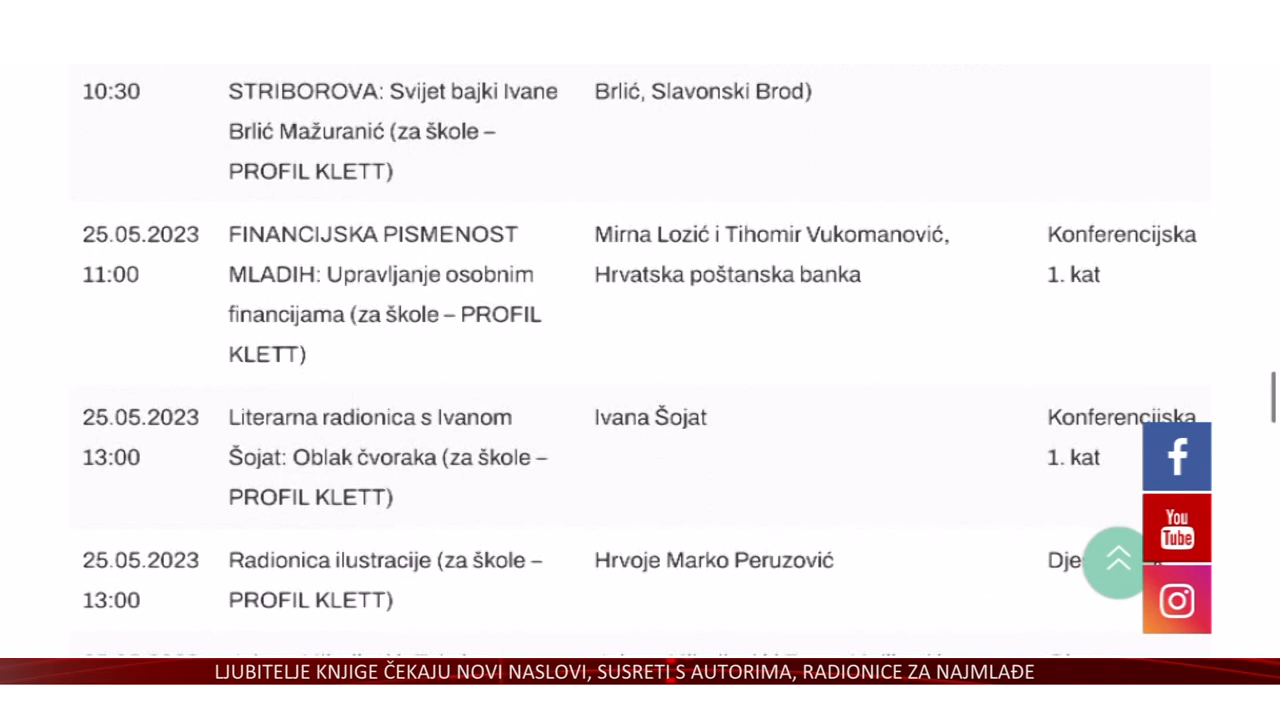 10:30 STRIBOROVA: Svijet bajki Ivane Brlić, Slavonski Brod)
Brlić Mažuranić (za škole –
PROFIL KLETT)
25.05.2023 FINANCIJSKA PISMENOST Mirna Lozić i Tihomir Vukomanović, Konferencijska
11:00 MLADIH: Upravljanje osobnim Hrvatska poštanska banka 1. kat
financijama (za škole – PROFIL
KLETT)
25.05.2023 Literarna radionica s Ivanom Ivana Šojat Konferencijska
13:00 Šojat: Oblak čvoraka (za škole – 1. kat
PROFIL KLETT)
You
Tube
25.05.2023 Radionica ilustracije (za škole – Hrvoje Marko Peruzović
13:00 PROFIL KLETT)
LJUBITELJE KNJIGE ČEKAJU NOVI NASLOVI, SUSRETI S AUTORIMA, RADIONICE ZA NAJMLAĐE